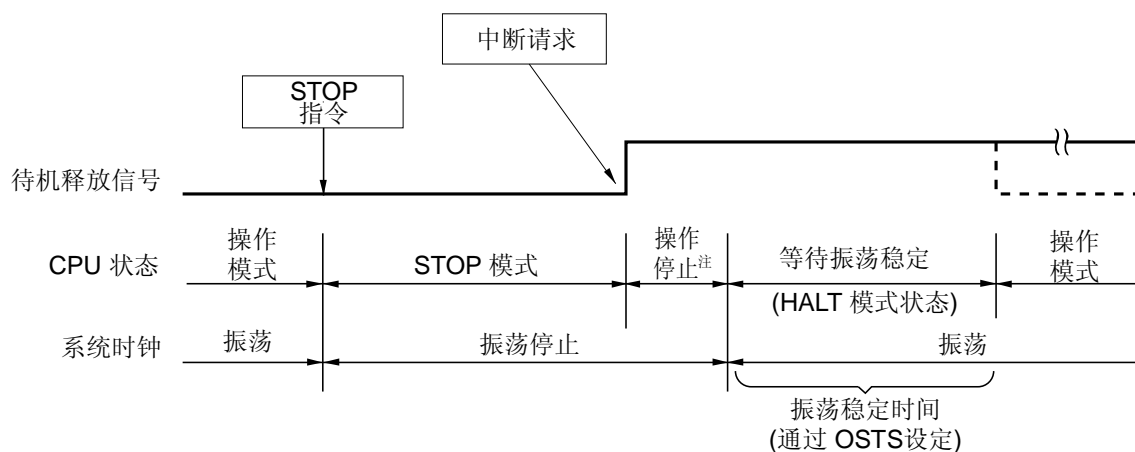 中断请求
STOP
指令
待机释放信号
CPU 状态
操作
模式
STOP 模式
操作
停止注
等待振荡稳定
(HALT 模式状态)
操作
模式
系统时钟
振荡
振荡停止
振荡
振荡稳定时间
(通过 OSTS设定)